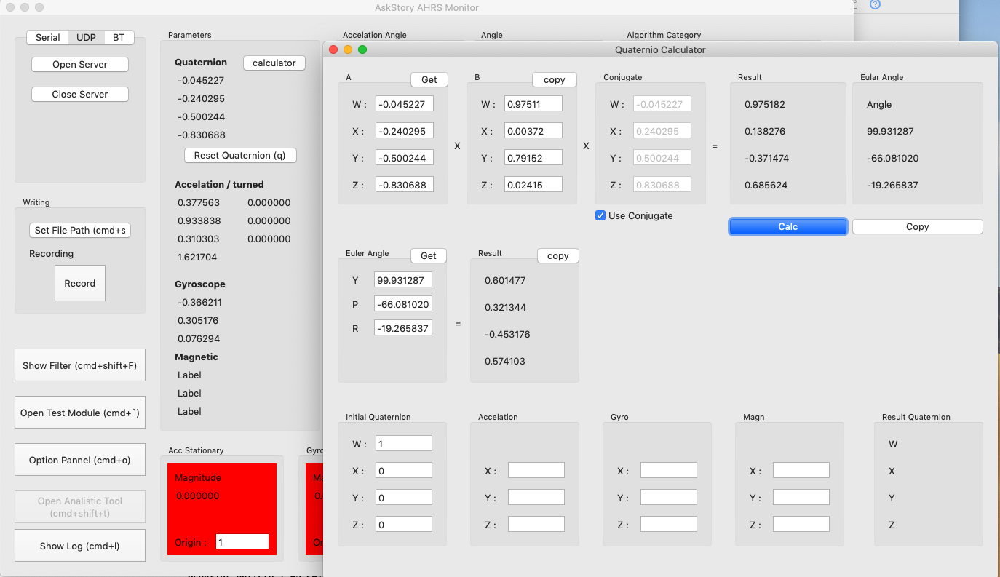 AskStory AHRS Monitor
Serial UDP BT
Open Server
Close Server
Writing
Set File Path (cmd+s
Recording
Record
Show Filter (cmd+shift+F)
Open Test Module (cmd+`)
Option Pannel (cmd+o)
Open Analistic Tool
(cmd+shift+t)
Show Log (cmd+l)
Parameters
Quaternion calculator
-0.045227
-0.240295
-0.500244
-0.830688
Reset Quaternion (q)
Accelation / turned
0.377563 0.000000
0.933838 0.000000
0.310303 0.000000
1.621704
Gyroscope
-0.366211
0.305176
0.076294
Magnetic
Label
Label
Label
Acc Stationary
Magnitude
0.000000
Origin : 1
Accelation Angle
Angle
Algorithm Category
?
Quaternio Calculator
A Get
W : -0.045227
X : -0.240295
Y : -0.500244
Z : -0.830688
X
B copy
W : 0.97511
X : 0.00372
Y : 0.79152
Z : 0.02415
X
Conjugate
W : -0.045227
X : 0.240295
Y : 0.500244
Z : 0.830688
Use Conjugate
=
Result
0.975182
0.138276
-0.371474
0.685624
Calc
Eular Angle
Angle
99.931287
-66.081020
-19.265837
Copy
Euler Angle Get
Y 99.931287
P -66.081020
R -19.265837
=
Result copy
0.601477
0.321344
-0.453176
0.574103
Initial Quaternion
W : 1
X : 0
Y : 0
Z : 0
Accelation
X :
Y :
Z :
Gyro
X :
Y :
Z :
Magn
X :
Y :
Z :
Result Quaternion
W
X
Y
Z